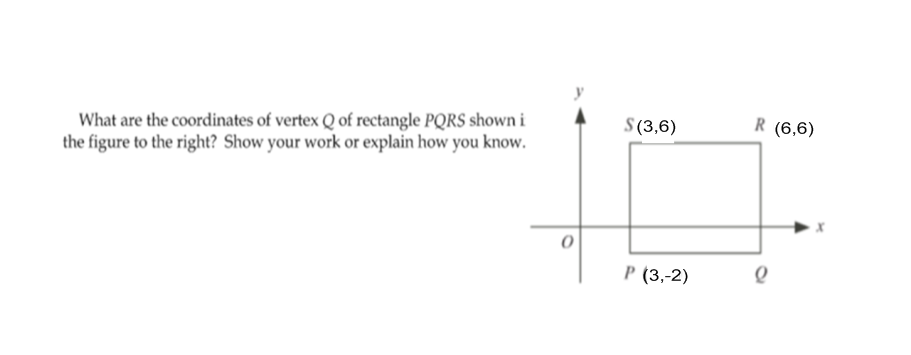 What are the coordinates of vertex Q of rectangle PQRS shown i
the figure to the right? Show your work or explain how you know.
y
S (3,6)
R (6,6)
x
O
P (3,-2)
Q